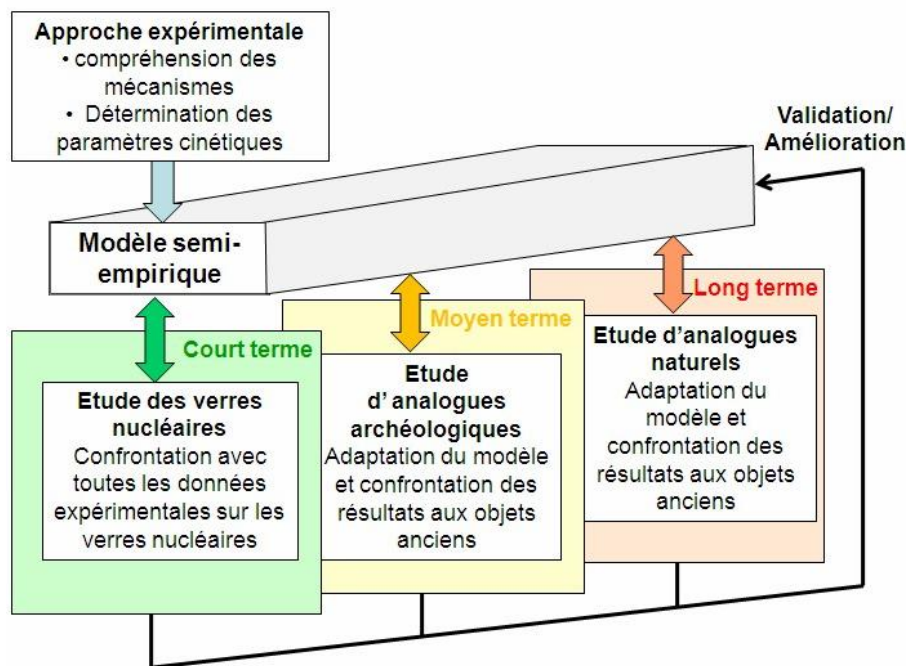 Approche expérimentale
• compréhension des
mécanismes
• Détermination des
paramètres cinétiques
Validation/
Amélioration
Modèle semi-
empirique
Court terme
Etude des verres
nucléaires
Confrontation avec
toutes les données
expérimentales sur les
verres nucléaires
Moyen terme
Etude
d' analogues
archéologiques
Adaptation du modèle
et confrontation des
résultats aux objets
anciens
Long terme
Etude d'analogues
naturels
Adaptation du
modèle et
confrontation des
résultats aux objets
anciens